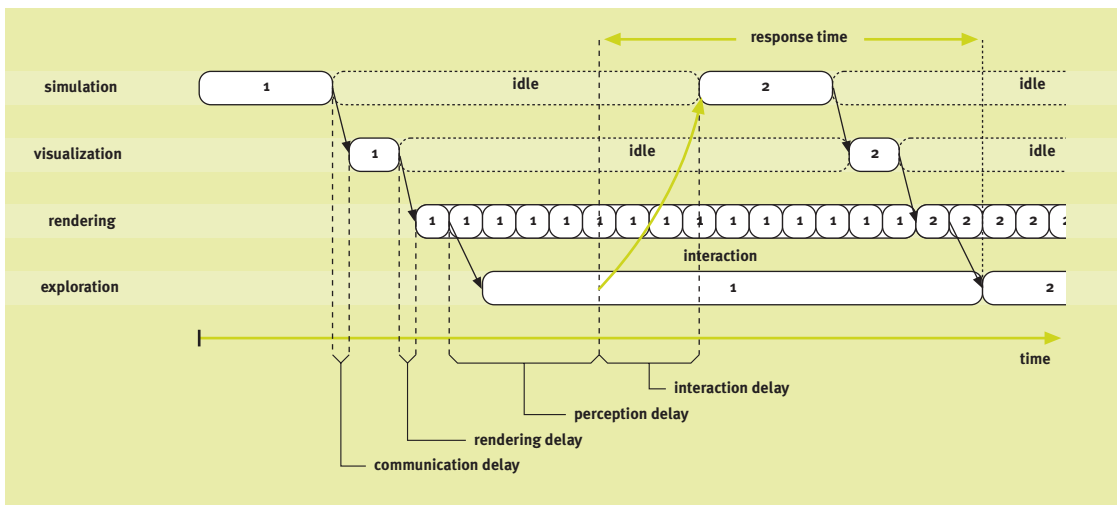 response time
simulation 1 idle 2 idle
visualization 1 idle 2 idle
rendering 1 1 1 1 1 1 1 1 1 1 1 1 1 1 1 2 2 2 2 2
interaction
exploration 1 2
time
interaction delay
perception delay
rendering delay
communication delay